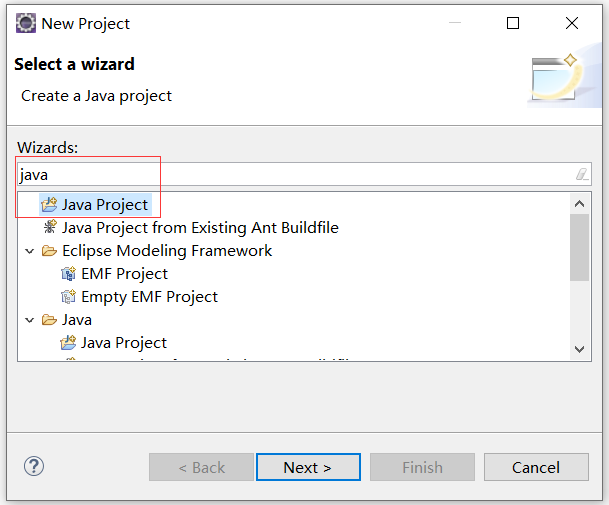 New Project
Select a wizard
Create a Java project
Wizards:
java
Java Project
Java Project from Existing Ant Buildfile
Eclipse Modeling Framework
EMF Project
Empty EMF Project
Java
Java Project
< Back
Next >
Finish
Cancel